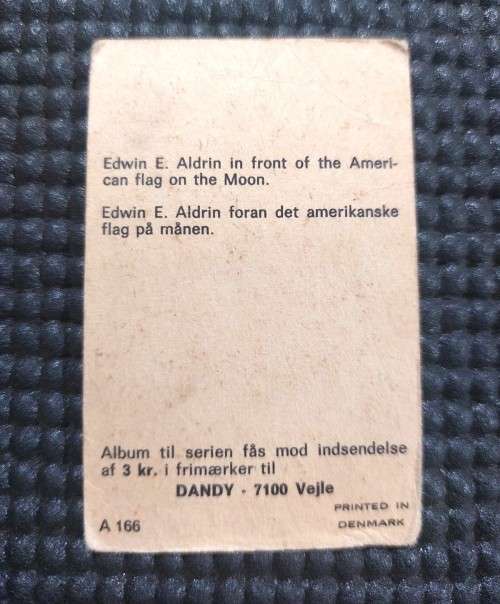 Edwin E. Aldrin in front of the Ameri-
can flag on the Moon.
Edwin E. Aldrin foran det amerikanske
flag på månen.
Album til serien fås mod indsendelse
af 3 kr. i frimærker til
DANDY - 7100 Vejle
PRINTED IN
DENMARK
A 166